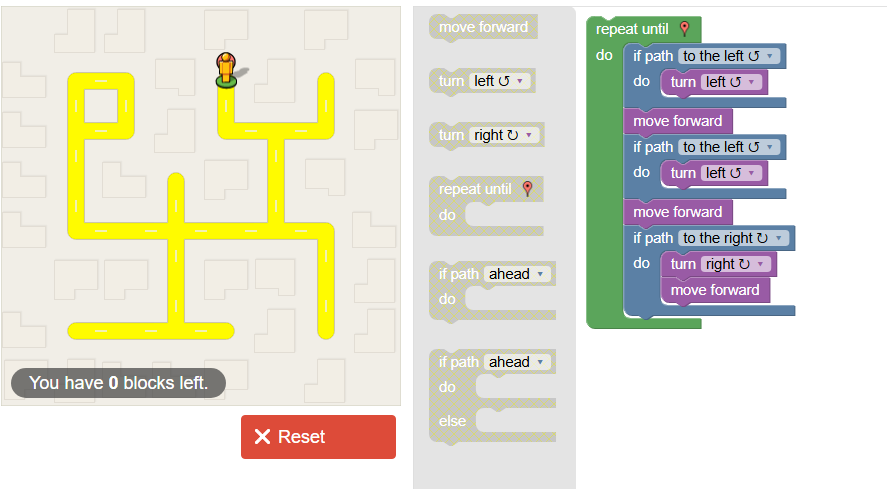 You have 0 blocks left.
Reset
move forward
turn left ↺
turn right ↻
repeat until
do
if path ahead
do
if path ahead
do
else
repeat until
do
if path to the left ↺
do turn left ↺
move forward
if path to the left ↺
do turn left ↺
move forward
if path to the right ↻
do turn right ↻
move forward